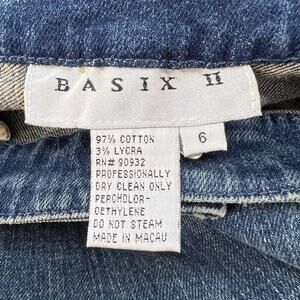 BASIX II
6
97% COTTON
3% LYCRA
RN# 90932
PROFESSIONALLY
DRY CLEAN ONLY
PERCHOLOR-
OETHYLENE
DO NOT STEAM
MADE IN MACAU